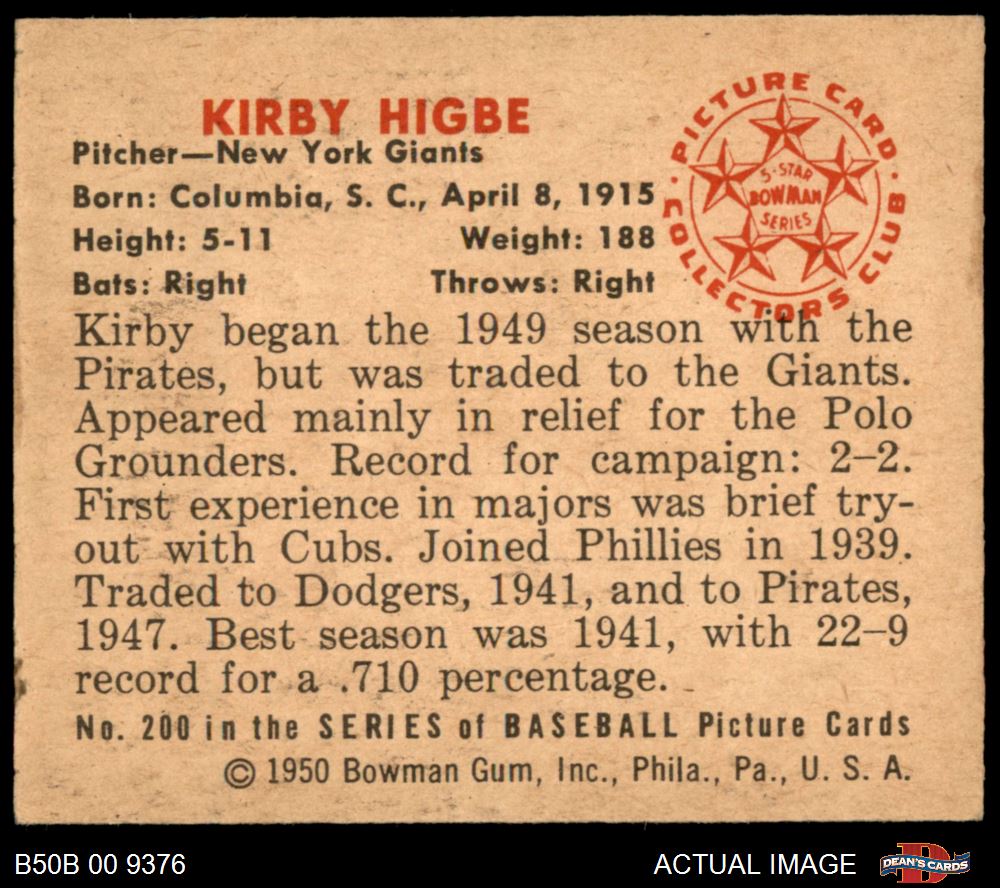 KIRBY HIGBE
Pitcher—New York Giants
Born: Columbia, S. C., April 8, 1915
Height: 5-11 Weight: 188
Bats: Right Throws: Right
PICTURE CARD
COLLECTORS CLUB
5-STAR
BOWMAN
SERIES
Kirby began the 1949 season with the
Pirates, but was traded to the Giants.
Appeared mainly in relief for the Polo
Grounders. Record for campaign: 2–2.
First experience in majors was brief try-
out with Cubs. Joined Phillies in 1939.
Traded to Dodgers, 1941, and to Pirates,
1947. Best season was 1941, with 22–9
record for a .710 percentage.
No. 200 in the SERIES of BASEBALL Picture Cards
© 1950 Bowman Gum, Inc., Phila., Pa., U. S. A.
B50B 00 9376
ACTUAL IMAGE
D
DEAN'S CARDS